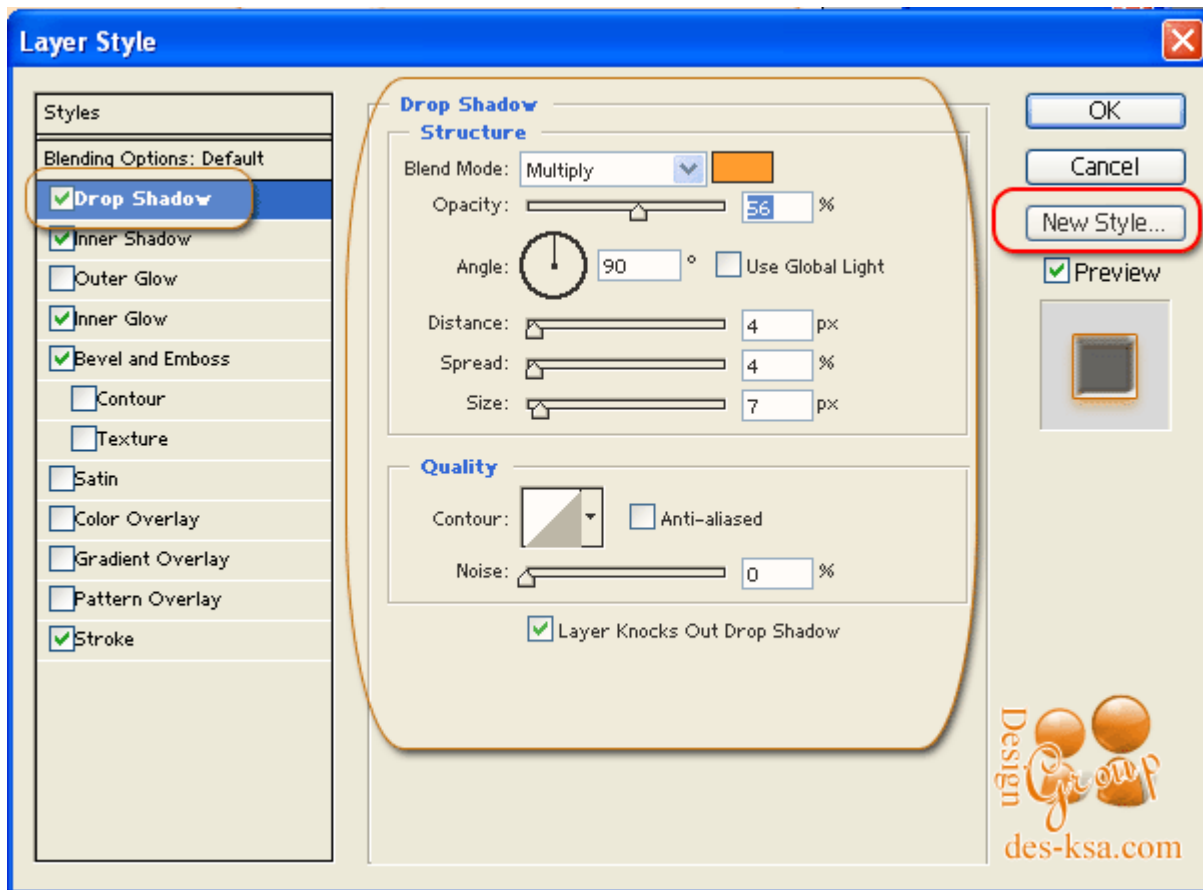 Layer Style
Styles
Blending Options: Default
Drop Shadow
Inner Shadow
Outer Glow
Inner Glow
Bevel and Emboss
Contour
Texture
Satin
Color Overlay
Gradient Overlay
Pattern Overlay
Stroke
Drop Shadow
Structure
Blend Mode: Multiply
Opacity: 56 %
Angle: 90 ° Use Global Light
Distance: 4 px
Spread: 4 %
Size: 7 px
Quality
Contour: Anti-aliased
Noise: 0 %
Layer Knocks Out Drop Shadow
OK
Cancel
New Style...
Preview
Design
Group
des-ksa.com